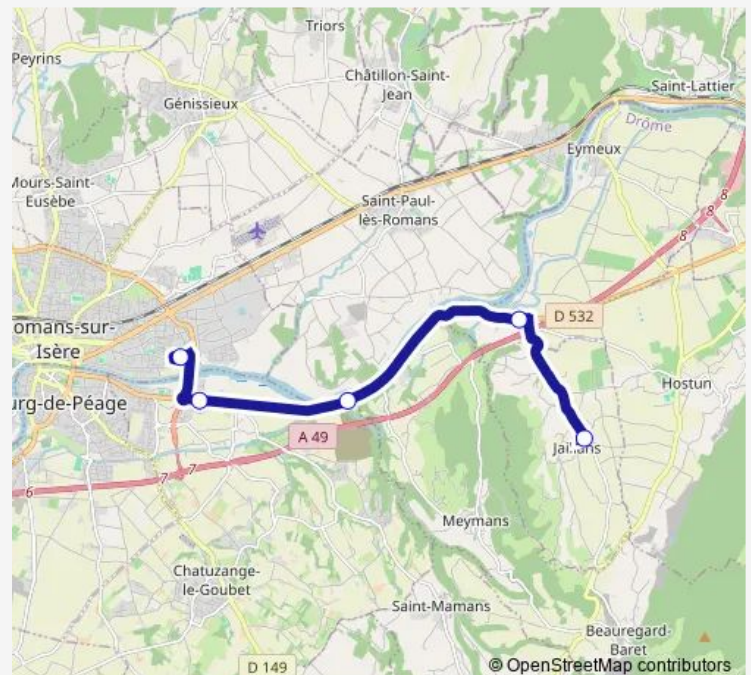 Triors
Peyrins
Châtillon-Saint-
Jean
Saint-Lattier
Génissieux
Drôme
Eymeux
Mours-Saint-
Eusèbe
Saint-Paul-
lès-Romans
8
8
8
omans-sur-
Isère
D 532
Hostun
urg-de-Péage
A 49
Jaillans
7
7
6
Meymans
Chatuzange-
le-Goubet
Saint-Mamans
Beauregard-
Baret
D 149
© OpenStreetMap contributors